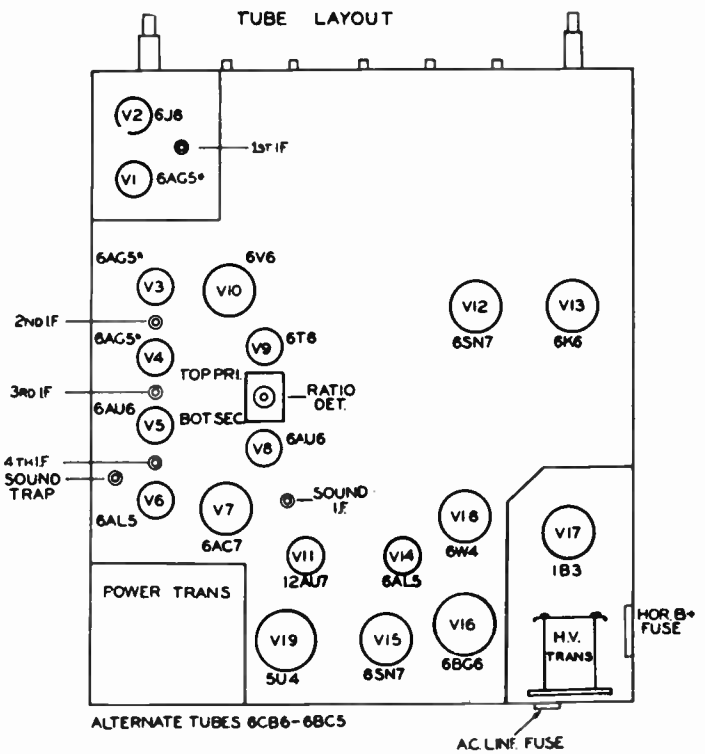 TUBE LAYOUT
V2 6J6
1ST IF
V1 6AG5*
6AG5* 6V6
V3 V10 V12 V13
2ND IF 6SN7 6K6
6AG5* V9 6T8
V4
TOP PRI.
3RD IF RATIO
DET.
6AU6 BOT SEC.
V5
V8 6AU6
4TH IF
SOUND
TRAP
V6 V7 SOUND
I.F.
6AL5 6AC7
V18 V17
6W4 1B3
V11 V14
12AU7 6AL5
POWER TRANS
V19 V15 V16
5U4 6SN7 6BG6
H.V.
TRANS
HOR. B+
FUSE
ALTERNATE TUBES 6CB6-6BC5
A.C. LINE FUSE